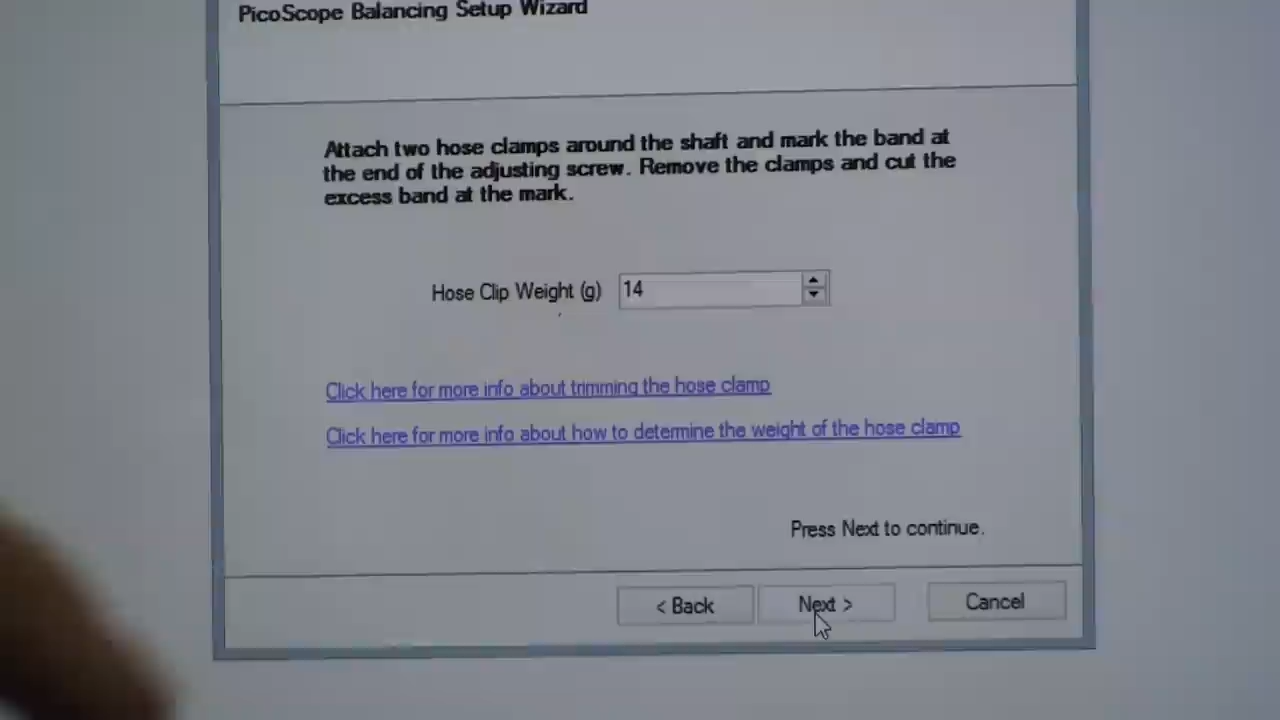 PicoScope Balancing Setup Wizard
Attach two hose clamps around the shaft and mark the band at
the end of the adjusting screw. Remove the clamps and cut the
excess band at the mark.
Hose Clip Weight (g) 14
Click here for more info about trimming the hose clamp
Click here for more info about how to determine the weight of the hose clamp
Press Next to continue.
< Back Next > Cancel